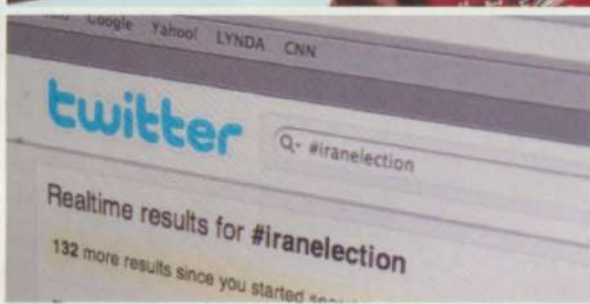 Google Yahoo! LYNDA CNN
twitter
#iranelection
Realtime results for #iranelection
132 more results since you started